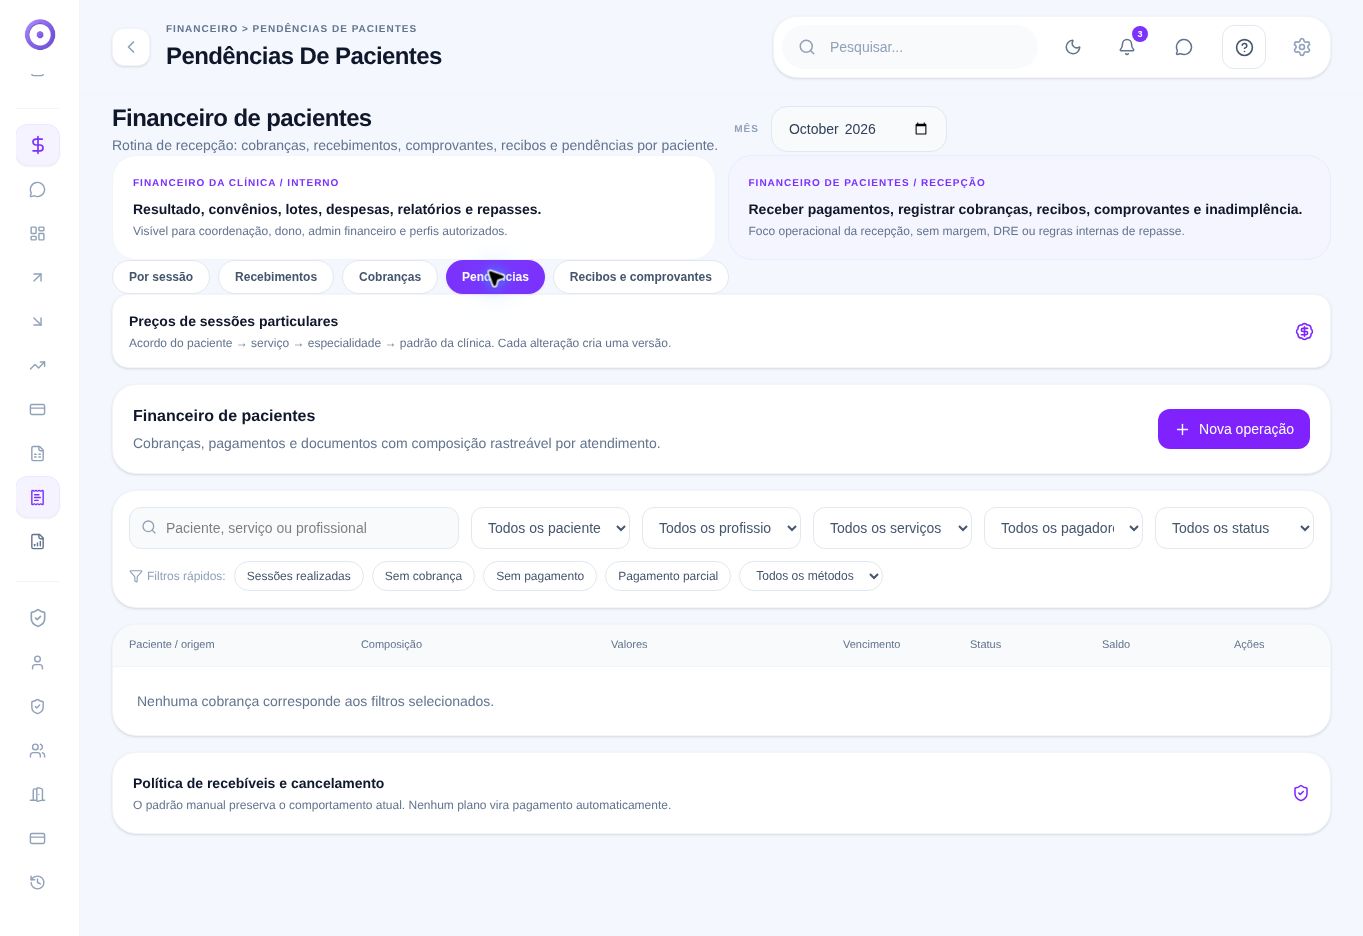 FINANCEIRO > PENDÊNCIAS DE PACIENTES
Pendências De Pacientes
Pesquisar...
3
Financeiro de pacientes
Rotina de recepção: cobranças, recebimentos, comprovantes, recibos e pendências por paciente.
MÊS
October 2026
FINANCEIRO DA CLÍNICA / INTERNO
Resultado, convênios, lotes, despesas, relatórios e repasses.
Visível para coordenação, dono, admin financeiro e perfis autorizados.
FINANCEIRO DE PACIENTES / RECEPÇÃO
Receber pagamentos, registrar cobranças, recibos, comprovantes e inadimplência.
Foco operacional da recepção, sem margem, DRE ou regras internas de repasse.
Por sessão
Recebimentos
Cobranças
Pendências
Recibos e comprovantes
Preços de sessões particulares
Acordo do paciente → serviço → especialidade → padrão da clínica. Cada alteração cria uma versão.
Financeiro de pacientes
Cobranças, pagamentos e documentos com composição rastreável por atendimento.
Nova operação
Paciente, serviço ou profissional
Todos os paciente
Todos os profissio
Todos os serviços
Todos os pagador
Todos os status
Filtros rápidos:
Sessões realizadas
Sem cobrança
Sem pagamento
Pagamento parcial
Todos os métodos
Paciente / origem
Composição
Valores
Vencimento
Status
Saldo
Ações
Nenhuma cobrança corresponde aos filtros selecionados.
Política de recebíveis e cancelamento
O padrão manual preserva o comportamento atual. Nenhum plano vira pagamento automaticamente.